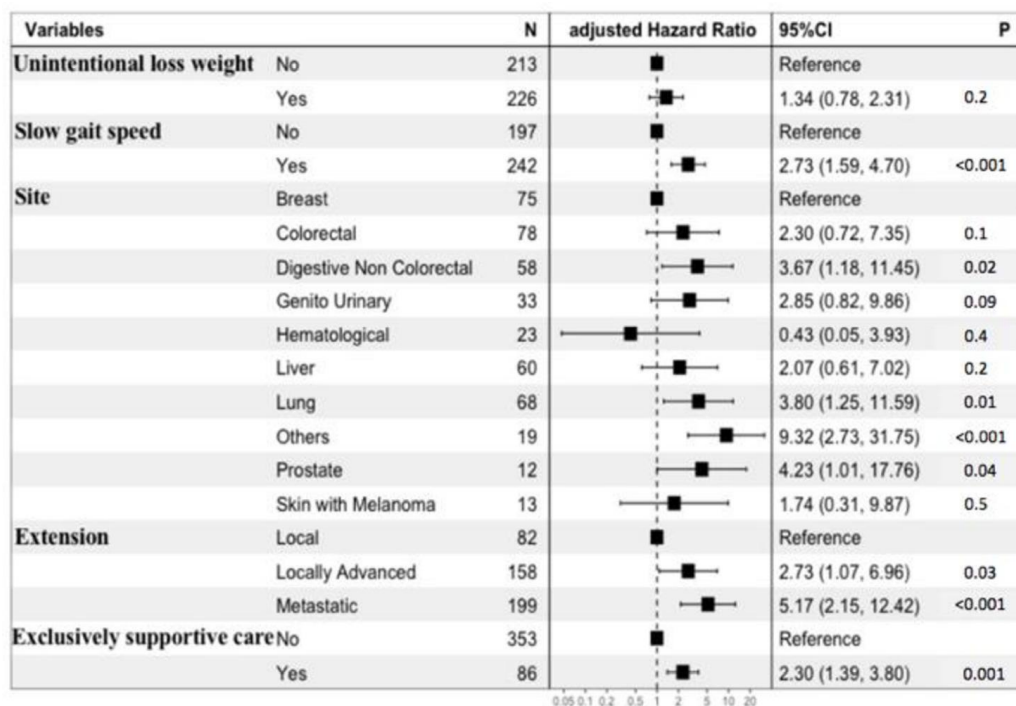 Variables N adjusted Hazard Ratio 95%CI P
Unintentional loss weight No 213 Reference
Yes 226 1.34 (0.78, 2.31) 0.2
Slow gait speed No 197 Reference
Yes 242 2.73 (1.59, 4.70) <0.001
Site Breast 75 Reference
Colorectal 78 2.30 (0.72, 7.35) 0.1
Digestive Non Colorectal 58 3.67 (1.18, 11.45) 0.02
Genito Urinary 33 2.85 (0.82, 9.86) 0.09
Hematological 23 0.43 (0.05, 3.93) 0.4
Liver 60 2.07 (0.61, 7.02) 0.2
Lung 68 3.80 (1.25, 11.59) 0.01
Others 19 9.32 (2.73, 31.75) <0.001
Prostate 12 4.23 (1.01, 17.76) 0.04
Skin with Melanoma 13 1.74 (0.31, 9.87) 0.5
Extension Local 82 Reference
Locally Advanced 158 2.73 (1.07, 6.96) 0.03
Metastatic 199 5.17 (2.15, 12.42) <0.001
Exclusively supportive care No 353 Reference
Yes 86 2.30 (1.39, 3.80) 0.001
0.05 0.1 0.2 0.5 1 2 5 10 20